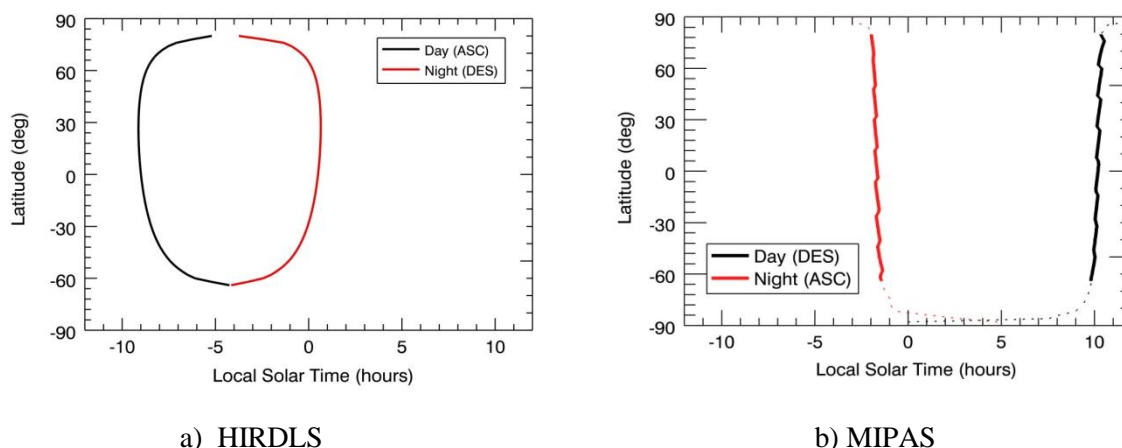 90
60
30
0
-30
-60
-90
Latitude (deg)
Day (ASC)
Night (DES)
-10 -5 0 5 10
Local Solar Time (hours)
a) HIRDLS
90
60
30
0
-30
-60
-90
Latitude (deg)
Day (DES)
Night (ASC)
-10 -5 0 5 10
Local Solar Time (hours)
b) MIPAS